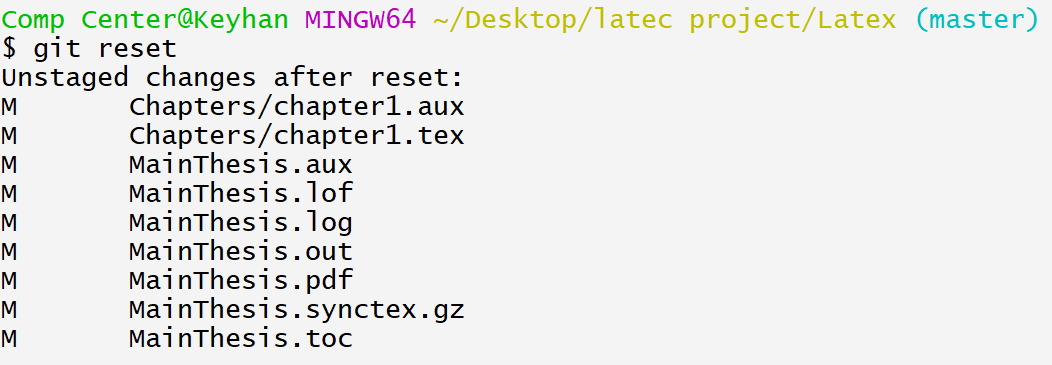 Comp Center@Keyhan MINGW64 ~/Desktop/latec project/Latex (master)
$ git reset
Unstaged changes after reset:
M       Chapters/chapter1.aux
M       Chapters/chapter1.tex
M       MainThesis.aux
M       MainThesis.lof
M       MainThesis.log
M       MainThesis.out
M       MainThesis.pdf
M       MainThesis.synctex.gz
M       MainThesis.toc